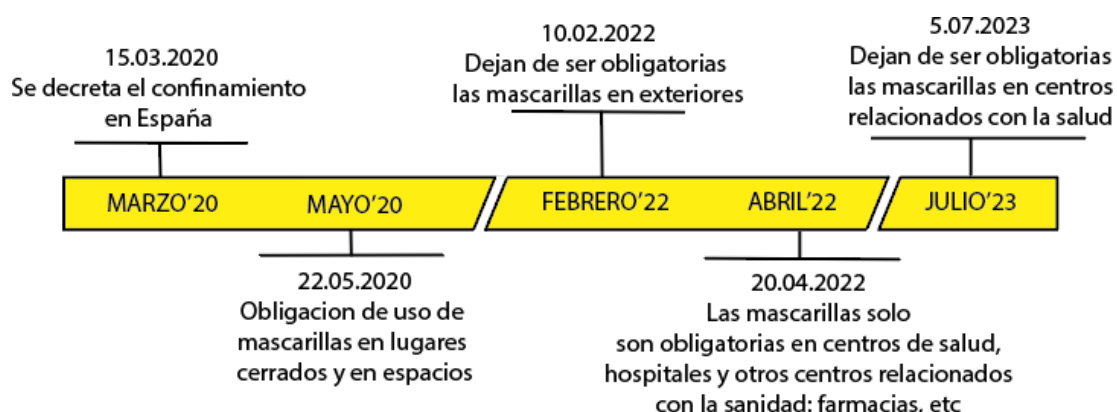 15.03.2020
Se decreta el confinamiento
en España
10.02.2022
Dejan de ser obligatorias
las mascarillas en exteriores
5.07.2023
Dejan de ser obligatorias
las mascarillas en centros
relacionados con la salud
MARZO'20
MAYO'20
FEBRERO'22
ABRIL'22
JULIO'23
22.05.2020
Obligacion de uso de
mascarillas en lugares
cerrados y en espacios
20.04.2022
Las mascarillas solo
son obligatorias en centros de salud,
hospitales y otros centros relacionados
con la sanidad: farmacias, etc